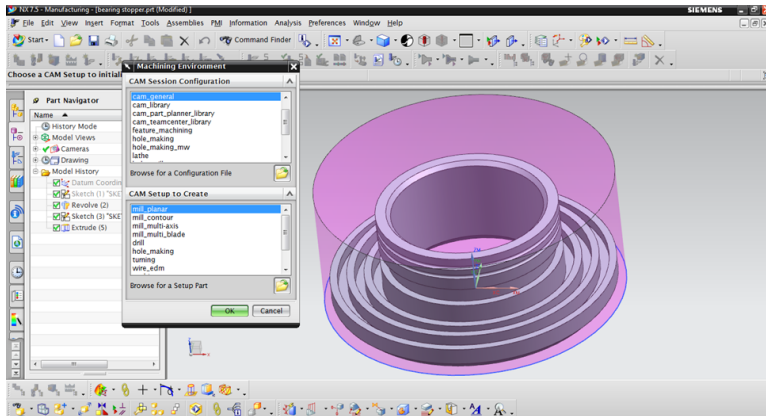 NX 7.5 - Manufacturing - [bearing stopper.prt (Modified) ]
SIEMENS
File Edit View Insert Format Tools Assemblies PMI Information Analysis Preferences Window Help
Start
Command Finder
Choose a CAM Setup to initiali
Machining Environment
CAM Session Configuration
cam_general
cam_library
cam_part_planner_library
cam_teamcenter_library
feature_machining
hole_making
hole_making_mw
lathe
Browse for a Configuration File
CAM Setup to Create
mill_planar
mill_contour
mill_multi-axis
mill_multi_blade
drill
hole_making
turning
wire_edm
Browse for a Setup Part
OK Cancel
Part Navigator
Name
History Mode
Model Views
Cameras
Drawing
Model History
Datum Coordin
Sketch (1) "SKE
Revolve (2)
Sketch (3) "SKE
Extrude (5)